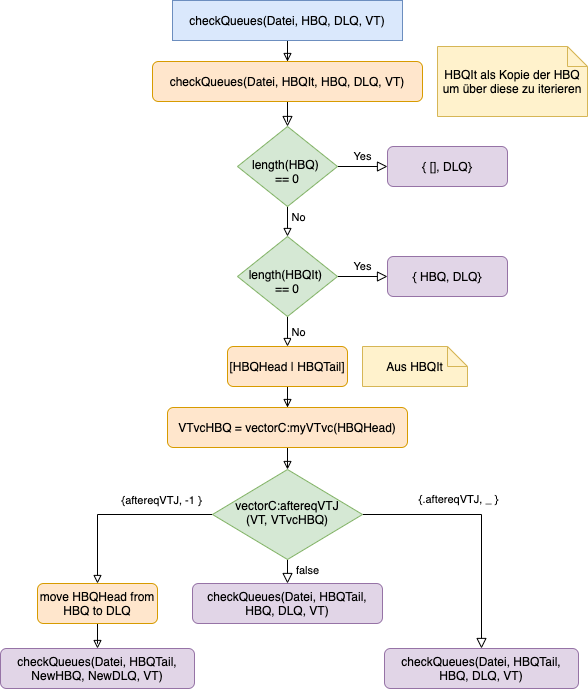 checkQueues(Datei, HBQ, DLQ, VT)
checkQueues(Datei, HBQIt, HBQ, DLQ, VT)
HBQIt als Kopie der HBQ
um über diese zu iterieren
length(HBQ)
== 0
Yes
{ [], DLQ}
No
length(HBQIt)
== 0
Yes
{ HBQ, DLQ}
No
[HBQHead | HBQTail]
Aus HBQIt
VTvcHBQ = vectorC:myVTvc(HBQHead)
vectorC:aftereqVTJ
(VT, VTvcHBQ)
{aftereqVTJ, -1 }
{.aftereqVTJ, _ }
false
move HBQHead from
HBQ to DLQ
checkQueues(Datei, HBQTail,
HBQ, DLQ, VT)
checkQueues(Datei, HBQTail,
NewHBQ, NewDLQ, VT)
checkQueues(Datei, HBQTail,
HBQ, DLQ, VT)